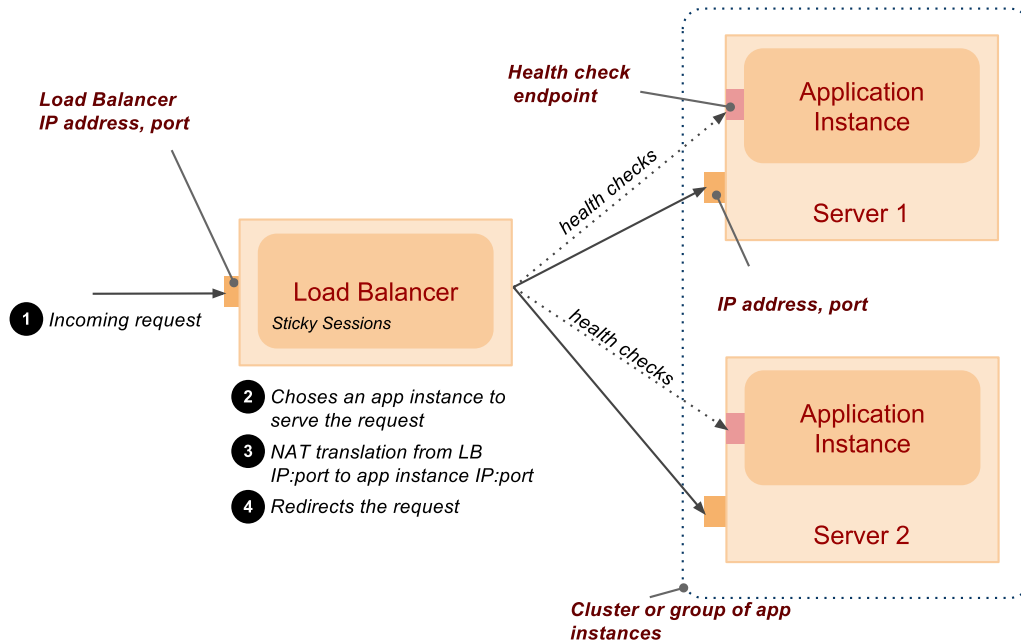 Load Balancer
IP address, port
1 Incoming request
Load Balancer
Sticky Sessions
2 Choses an app instance to
serve the request
3 NAT translation from LB
IP:port to app instance IP:port
4 Redirects the request
Health check
endpoint
health checks
health checks
Application
Instance
Server 1
IP address, port
Application
Instance
Server 2
Cluster or group of app
instances